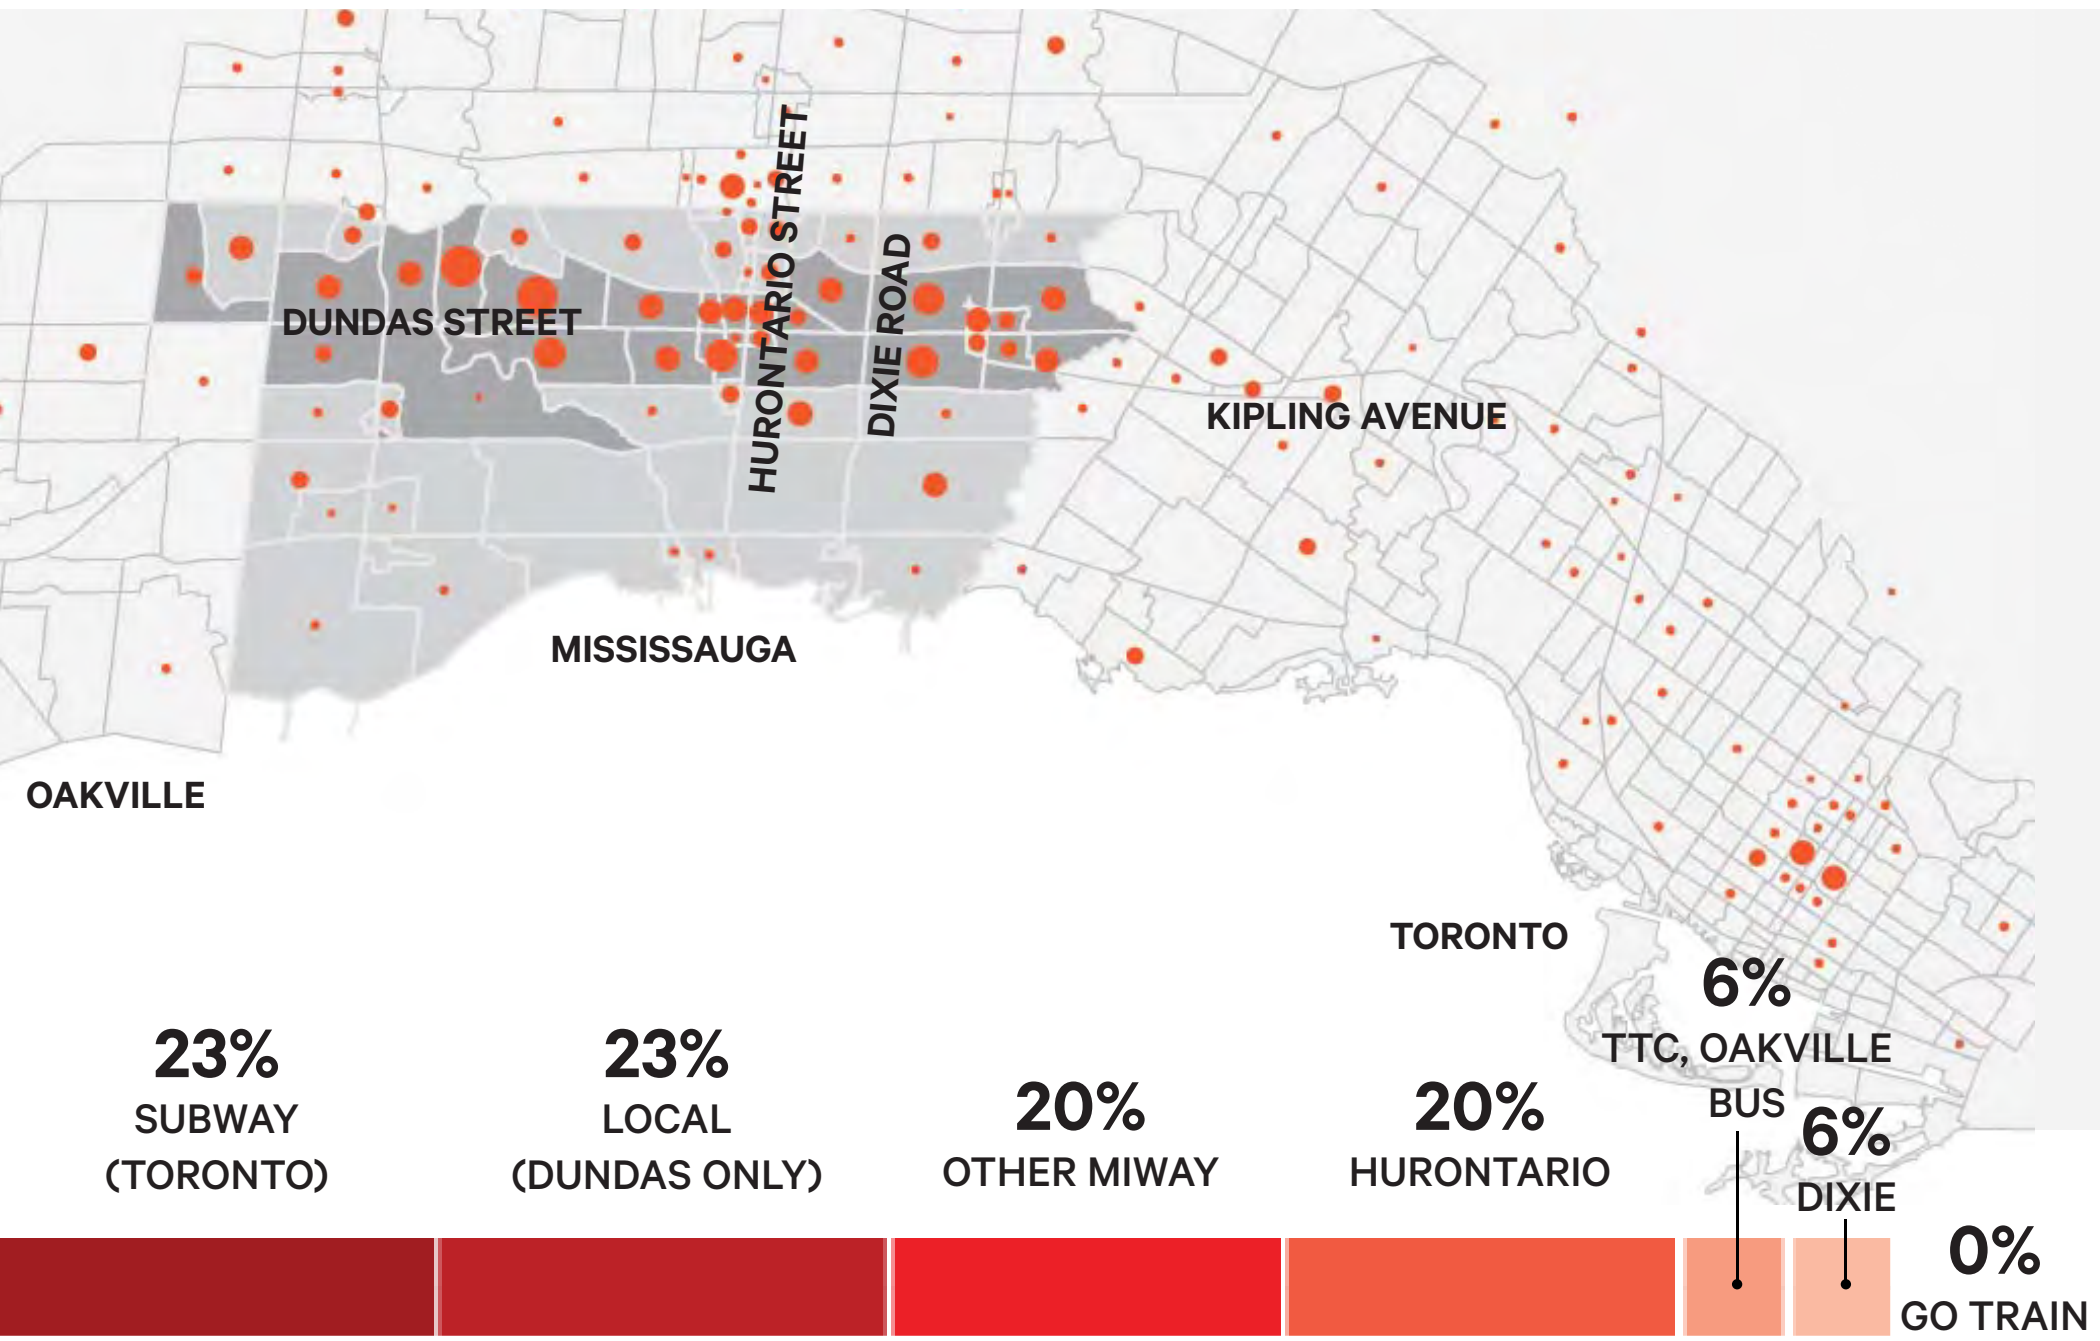 HURONTARIO STREET
DIXIE ROAD
DUNDAS STREET
KIPLING AVENUE
MISSISSAUGA
OAKVILLE
TORONTO
23%
SUBWAY
(TORONTO)
23%
LOCAL
(DUNDAS ONLY)
20%
OTHER MIWAY
20%
HURONTARIO
6%
TTC, OAKVILLE
BUS
6%
DIXIE
0%
GO TRAIN